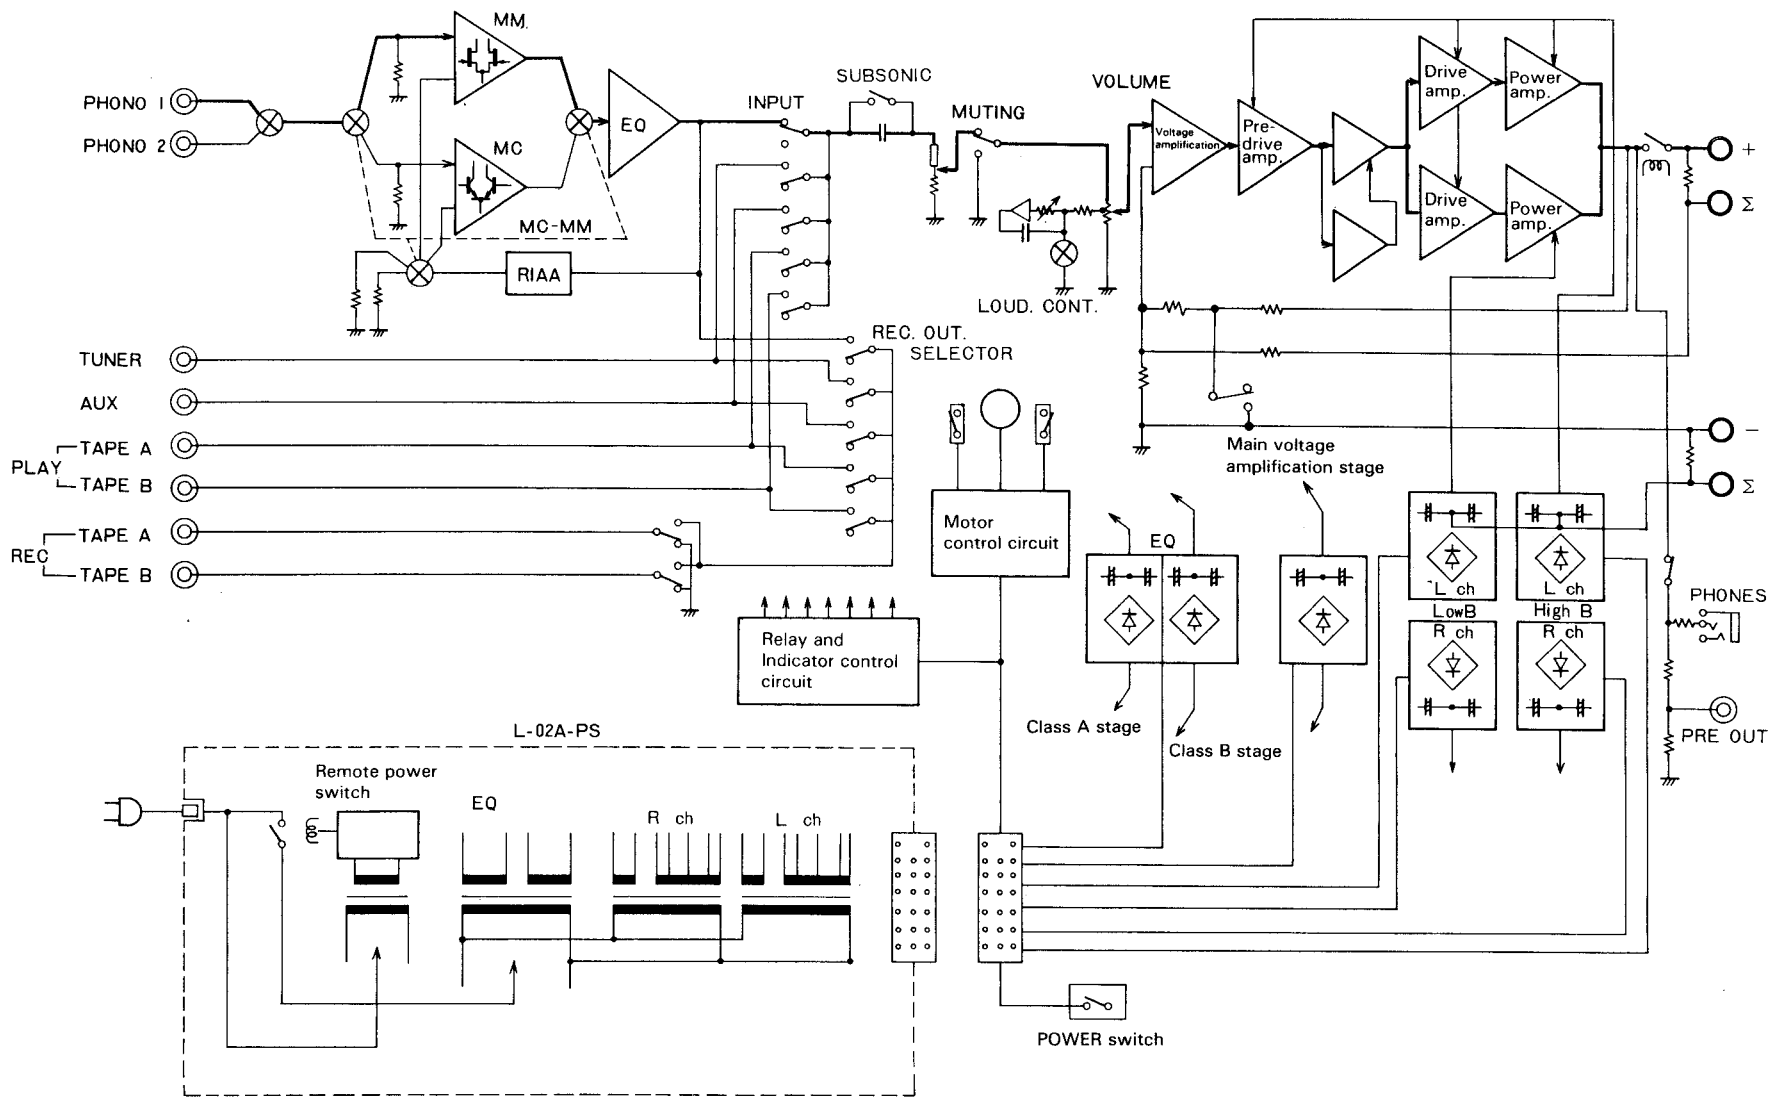 MM.
PHONO 1
PHONO 2
MC
EQ
MC-MM
RIAA
INPUT
SUBSONIC
MUTING
VOLUME
LOUD. CONT.
Voltage
amplification
Pre-
drive
amp.
Drive
amp.
Power
amp.
Drive
amp.
Power
amp.
+
Σ
-
Σ
REC. OUT.
SELECTOR
TUNER
AUX
PLAY
TAPE A
TAPE B
REC
TAPE A
TAPE B
Motor
control circuit
Relay and
Indicator control
circuit
Main voltage
amplification stage
EQ
Class A stage
Class B stage
L ch
LowB
R ch
L ch
High B
R ch
PHONES
PRE OUT
L-02A-PS
Remote power
switch
EQ
R ch
L ch
POWER switch